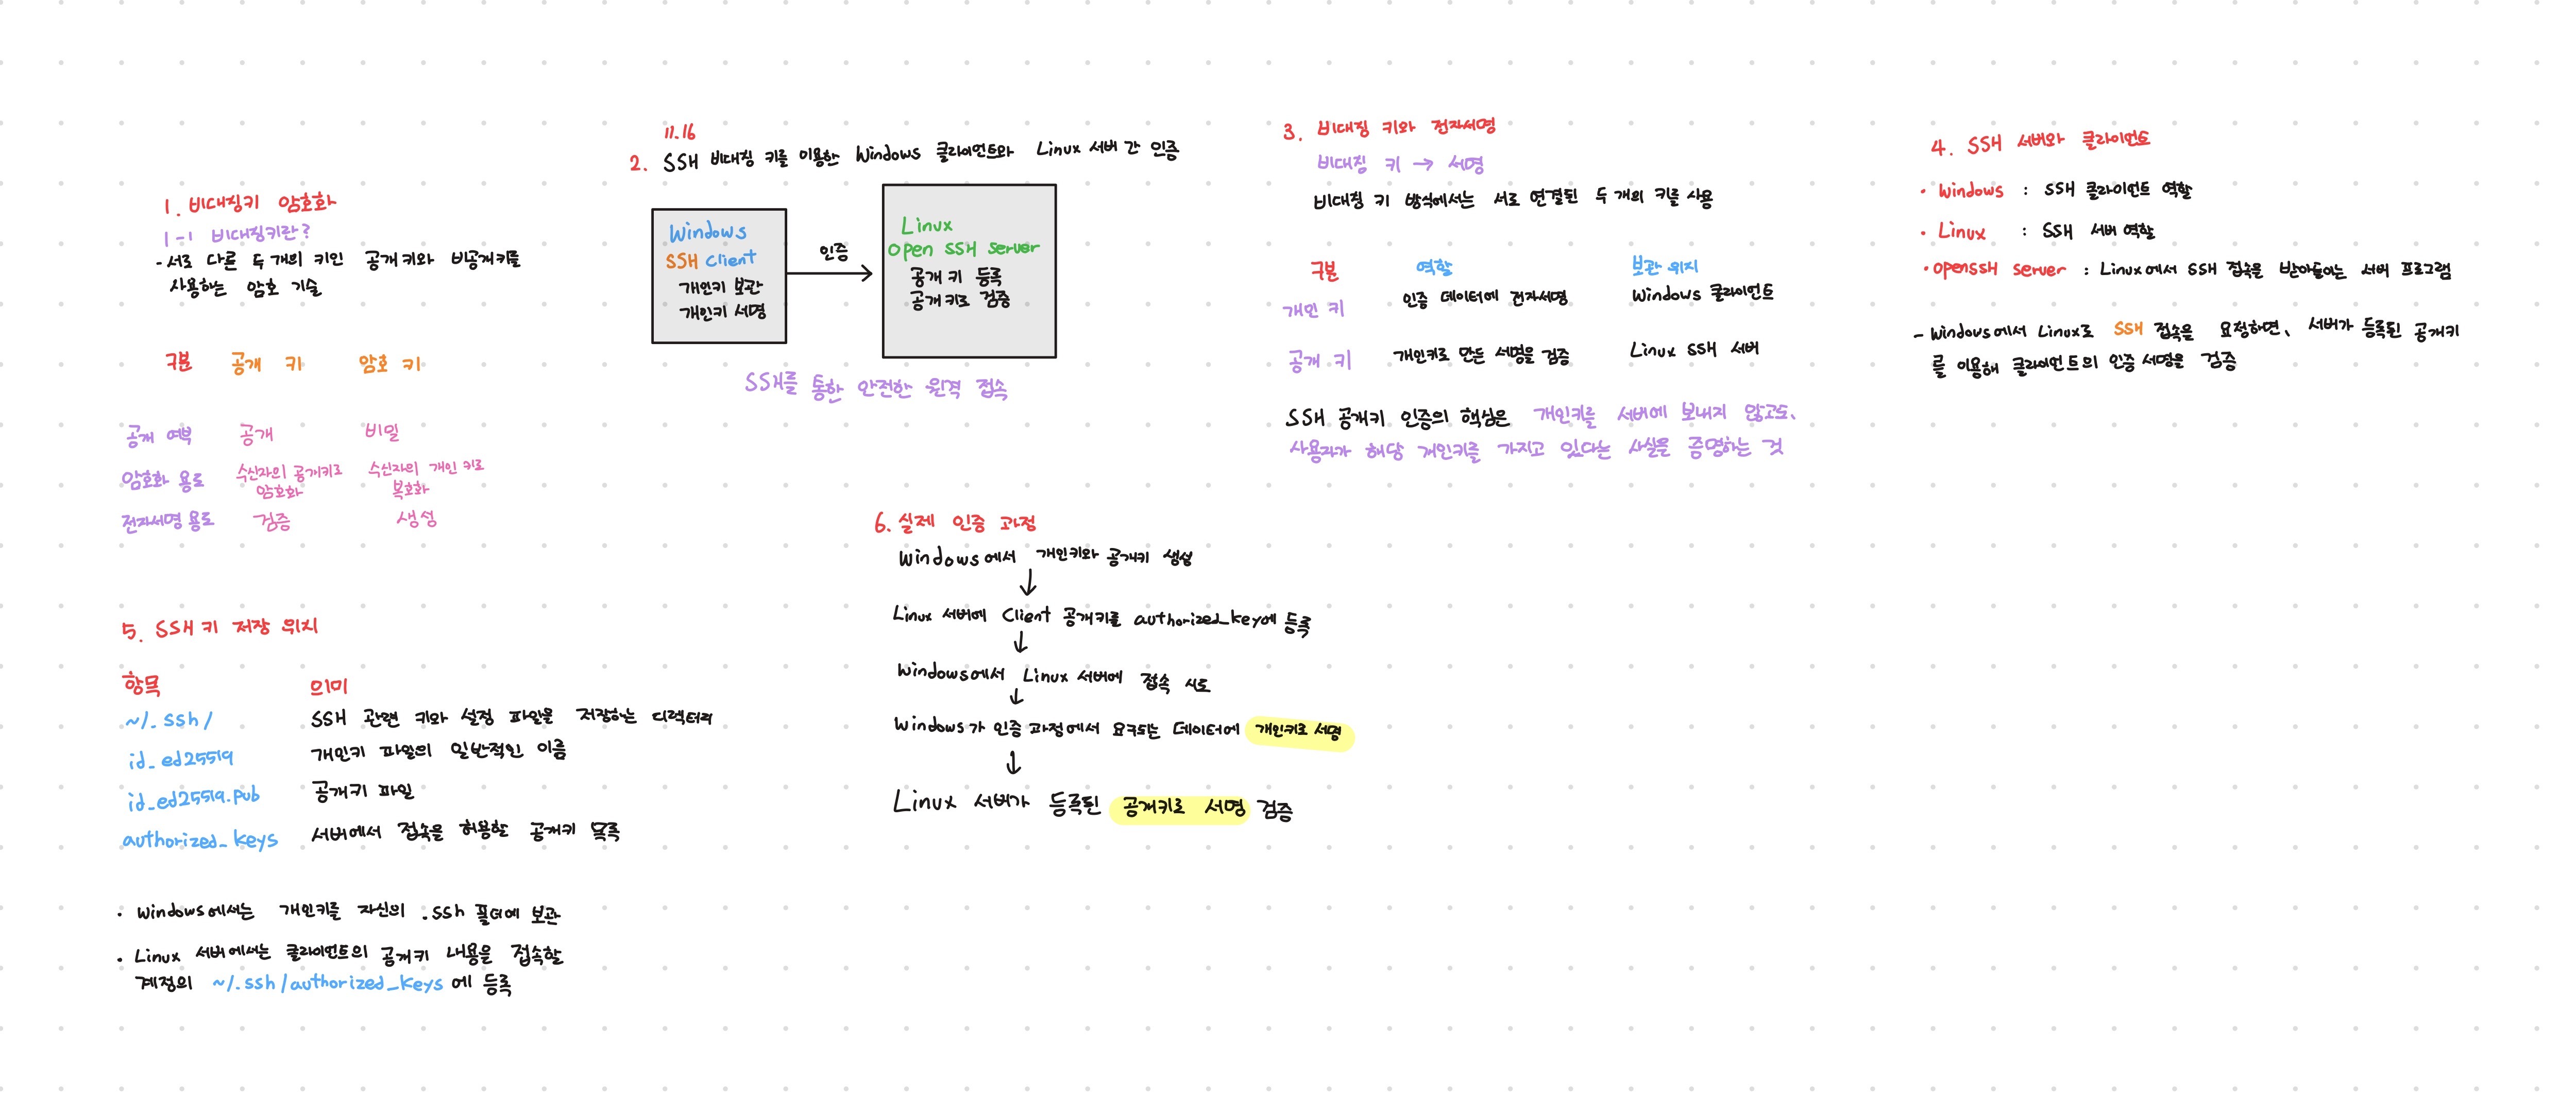 1. 비대칭키 암호화
1-1 비대칭키란?
- 서로 다른 두 개의 키인 공개키와 비공개키를
사용하는 암호 기술
구분 공개 키 암호 키
공개 여부 공개 비밀
암호화 용도 수신자의 공개키로 암호화 수신자의 개인 키로 복호화
전자서명 용도 검증 생성
11.16
2. SSH 비대칭 키를 이용한 Windows 클라이언트와 Linux 서버 간 인증
Windows
SSH Client
개인키 보관
개인키 서명
인증
Linux
Open SSH Server
공개 키 등록
공개키로 검증
SSH를 통한 안전한 원격 접속
3. 비대칭 키와 전자서명
비대칭 키 → 서명
비대칭 키 방식에서는 서로 연결된 두 개의 키를 사용
구분 역할 보관 위치
개인 키 인증 데이터에 전자서명 Windows 클라이언트
공개 키 개인키로 만든 서명을 검증 Linux SSH 서버
SSH 공개키 인증의 핵심은 개인키를 서버에 보내지 않고도,
사용자가 해당 개인키를 가지고 있다는 사실을 증명하는 것
4. SSH 서버와 클라이언트
• Windows : SSH 클라이언트 역할
• Linux : SSH 서버 역할
• openssH server : Linux에서 SSH 접속을 받아들이는 서버 프로그램
- Windows에서 Linux로 SSH 접속을 요청하면, 서버가 등록된 공개키
를 이용해 클라이언트의 인증 서명을 검증
5. SSH 키 저장 위치
항목 의미
~/.ssh/ SSH 관련 키와 설정 파일을 저장하는 디렉터리
id_ed25519 개인키 파일의 일반적인 이름
id_ed25519.pub 공개키 파일
authorized_keys 서버에서 접속을 허용할 공개키 목록
· Windows에서는 개인키를 자신의 .ssh 폴더에 보관
· Linux 서버에서는 클라이언트의 공개키 내용을 접속할
계정의 ~/.ssh/authorized_keys에 등록
6. 실제 인증 과정
Windows에서 개인키와 공개키 생성
↓
Linux 서버에 Client 공개키를 authorized_key에 등록
↓
Windows에서 Linux 서버에 접속 시도
↓
Windows가 인증 과정에서 요구되는 데이터에 개인키로 서명
↓
Linux 서버가 등록된 공개키로 서명 검증